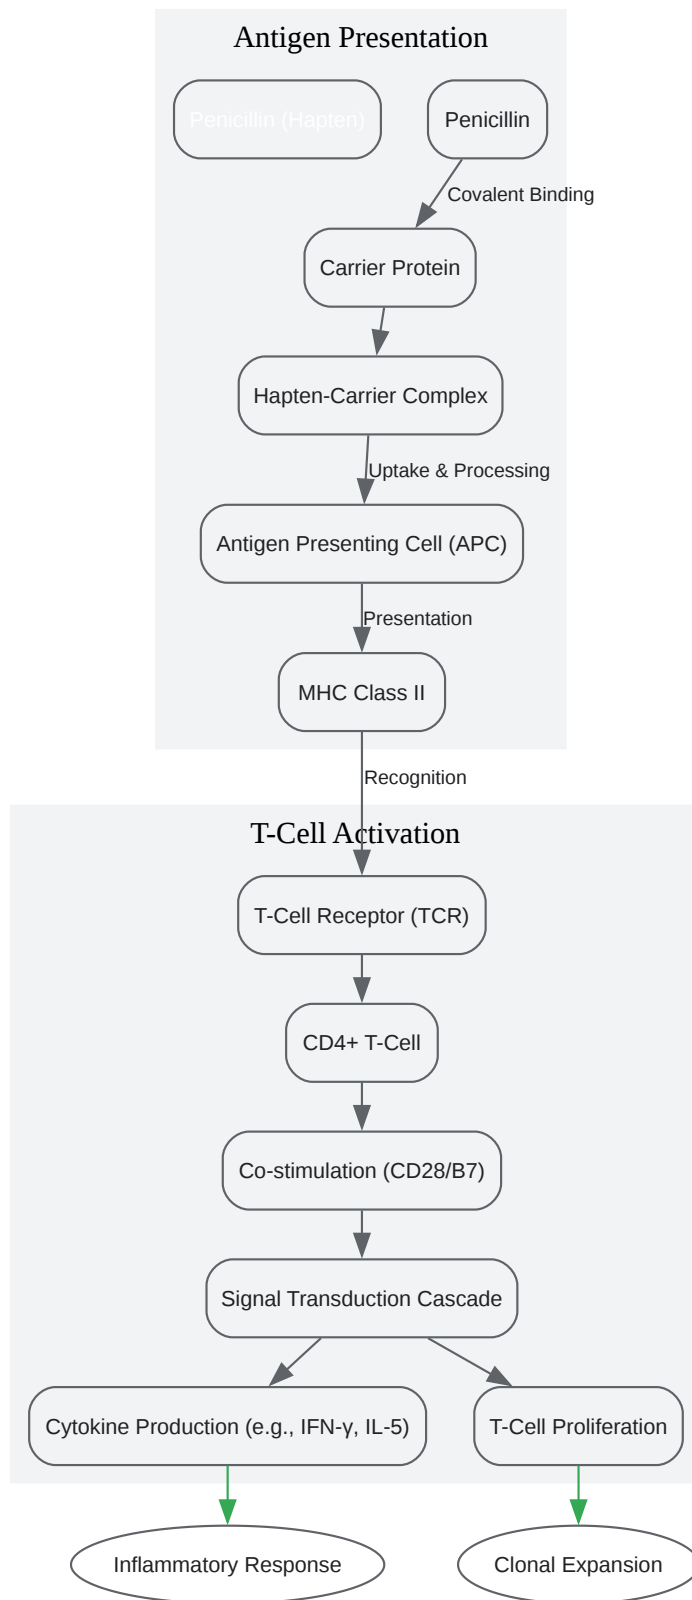 Antigen Presentation
Penicillin (Hapten)
Penicillin
Covalent Binding
Carrier Protein
Hapten-Carrier Complex
Uptake & Processing
Antigen Presenting Cell (APC)
Presentation
MHC Class II
Recognition
T-Cell Activation
T-Cell Receptor (TCR)
CD4+ T-Cell
Co-stimulation (CD28/B7)
Signal Transduction Cascade
Cytokine Production (e.g., IFN-γ, IL-5)
T-Cell Proliferation
Inflammatory Response
Clonal Expansion